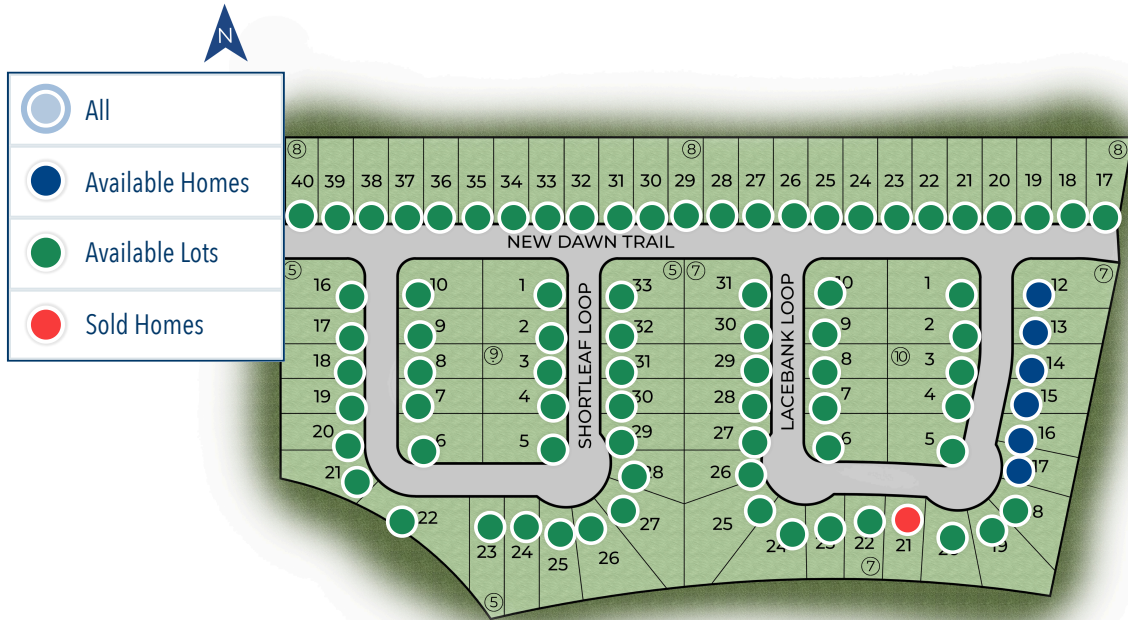 N
All
Available Homes
Available Lots
Sold Homes
8 8 8
40 39 38 37 36 35 34 33 32 31 30 29 28 27 26 25 24 23 22 21 20 19 18 17
NEW DAWN TRAIL
5 5 7 7
16 10 1 33 31 1 12
17 9 2 32 30 9 2 13
18 8 9 3 31 29 8 10 3 14
19 7 4 30 28 7 4 15
SHORTLEAF LOOP
LACEBANK LOOP
20 6 5 29 27 6 5 16
21 26 17
22 27 25
23 24 25 26 22 21 19
7
5